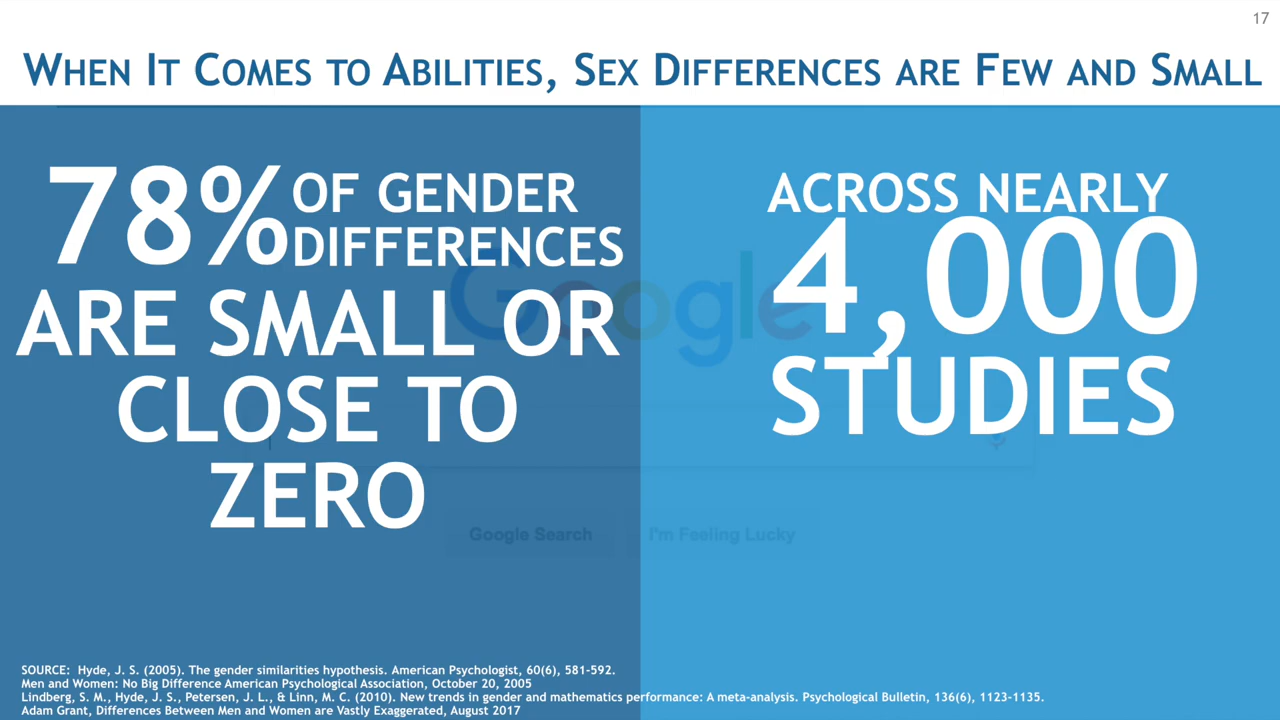 17
WHEN IT COMES TO ABILITIES, SEX DIFFERENCES ARE FEW AND SMALL
78% OF GENDER
DIFFERENCES
ARE SMALL OR
CLOSE TO
ZERO
ACROSS NEARLY
4,000
STUDIES
Google
Google Search
I'm Feeling Lucky
SOURCE: Hyde, J. S. (2005). The gender similarities hypothesis. American Psychologist, 60(6), 581-592.
Men and Women: No Big Difference American Psychological Association, October 20, 2005
Lindberg, S. M., Hyde, J. S., Petersen, J. L., & Linn, M. C. (2010). New trends in gender and mathematics performance: A meta-analysis. Psychological Bulletin, 136(6), 1123-1135.
Adam Grant, Differences Between Men and Women are Vastly Exaggerated, August 2017